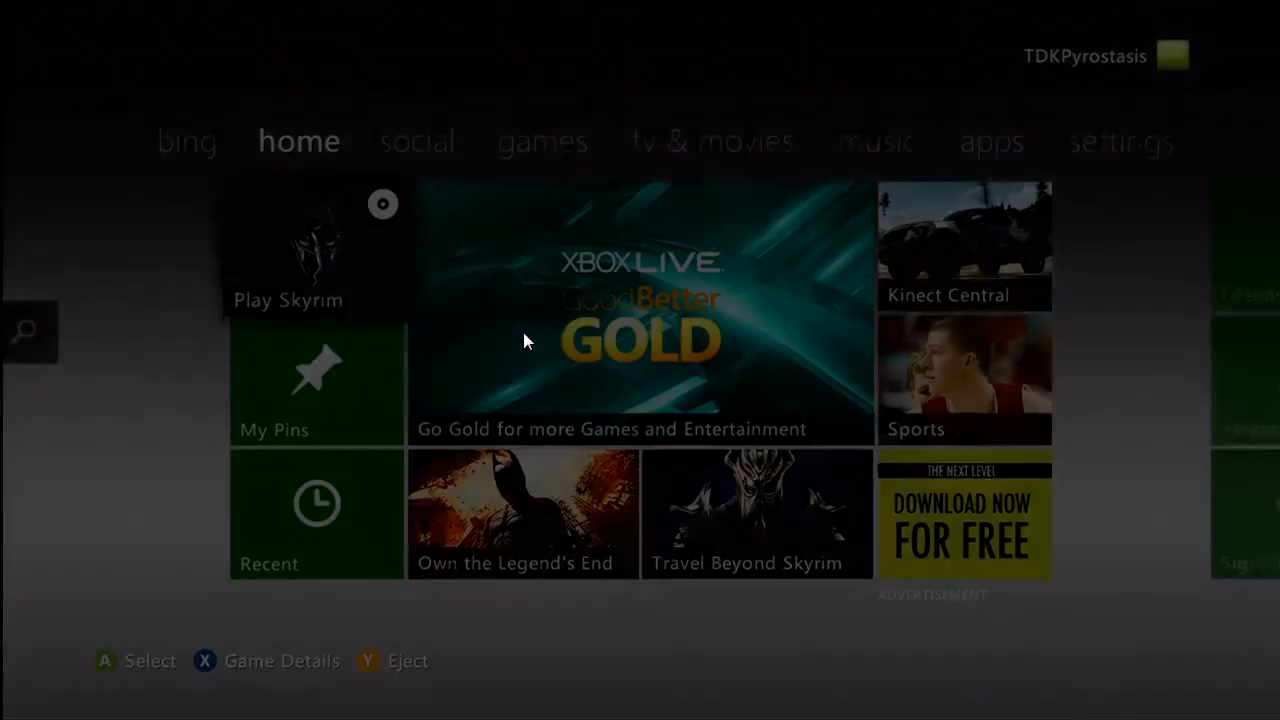 TDKPyrostasis
bing home social games tv & movies music apps settings
Play Skyrim
XBOX LIVE
Good Better
GOLD
Go Gold for more Games and Entertainment
Kinect Central
My Pins
Sports
Recent
Own the Legend's End
Travel Beyond Skyrim
THE NEXT LEVEL
DOWNLOAD NOW
FOR FREE
ADVERTISEMENT
A Select X Game Details Y Eject